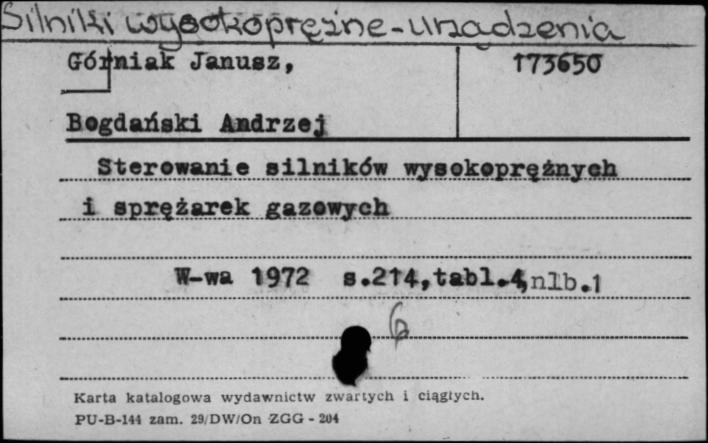 Silniki wysokoprężne - urządzenia
Górniak Janusz, 173650
Bogdański Andrzej
Sterowanie silników wysokoprężnych
i sprężarek gazowych
W-wa 1972 s.214,tabl.4,nlb.1
6
Karta katalogowa wydawnictw zwartych i ciągłych.
PU-B-144 zam. 29/DW/On ZGG - 204